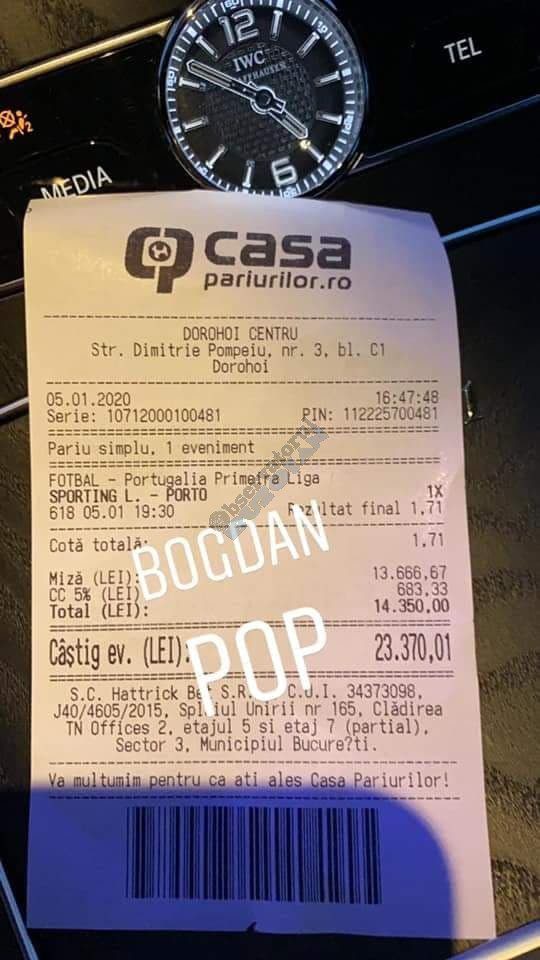 12
IWC
SCHAFFHAUSEN
6
60
TEL
2
MEDIA
casa
pariurilor.ro
DOROHOI CENTRU
Str. Dimitrie Pompeiu, nr. 3, bl. C1
Dorohoi
05.01.2020 16:47:48
Serie: 10712000100481 PIN: 112225700481
Pariu simplu, 1 eveniment
FOTBAL - Portugalia Primeira Liga
SPORTING L. - PORTO 1X
618 05.01 19:30 Rezultat final 1,71
Cotă totală: 1,71
Miză (LEI): 13.666,67
CC 5% (LEI) 683,33
Total (LEI): 14.350,00
Câştig ev. (LEI): 23.370,01
S.C. Hattrick Bet S.R.L. C.U.I. 34373098,
J40/4605/2015, Splaiul Unirii nr 165, Clădirea
TN Offices 2, etajul 5 si etaj 7 (partial),
Sector 3, Municipiul Bucure?ti.
Va multumim pentru ca ati ales Casa Pariurilor!
@bservatorul
BOGDAN
POP